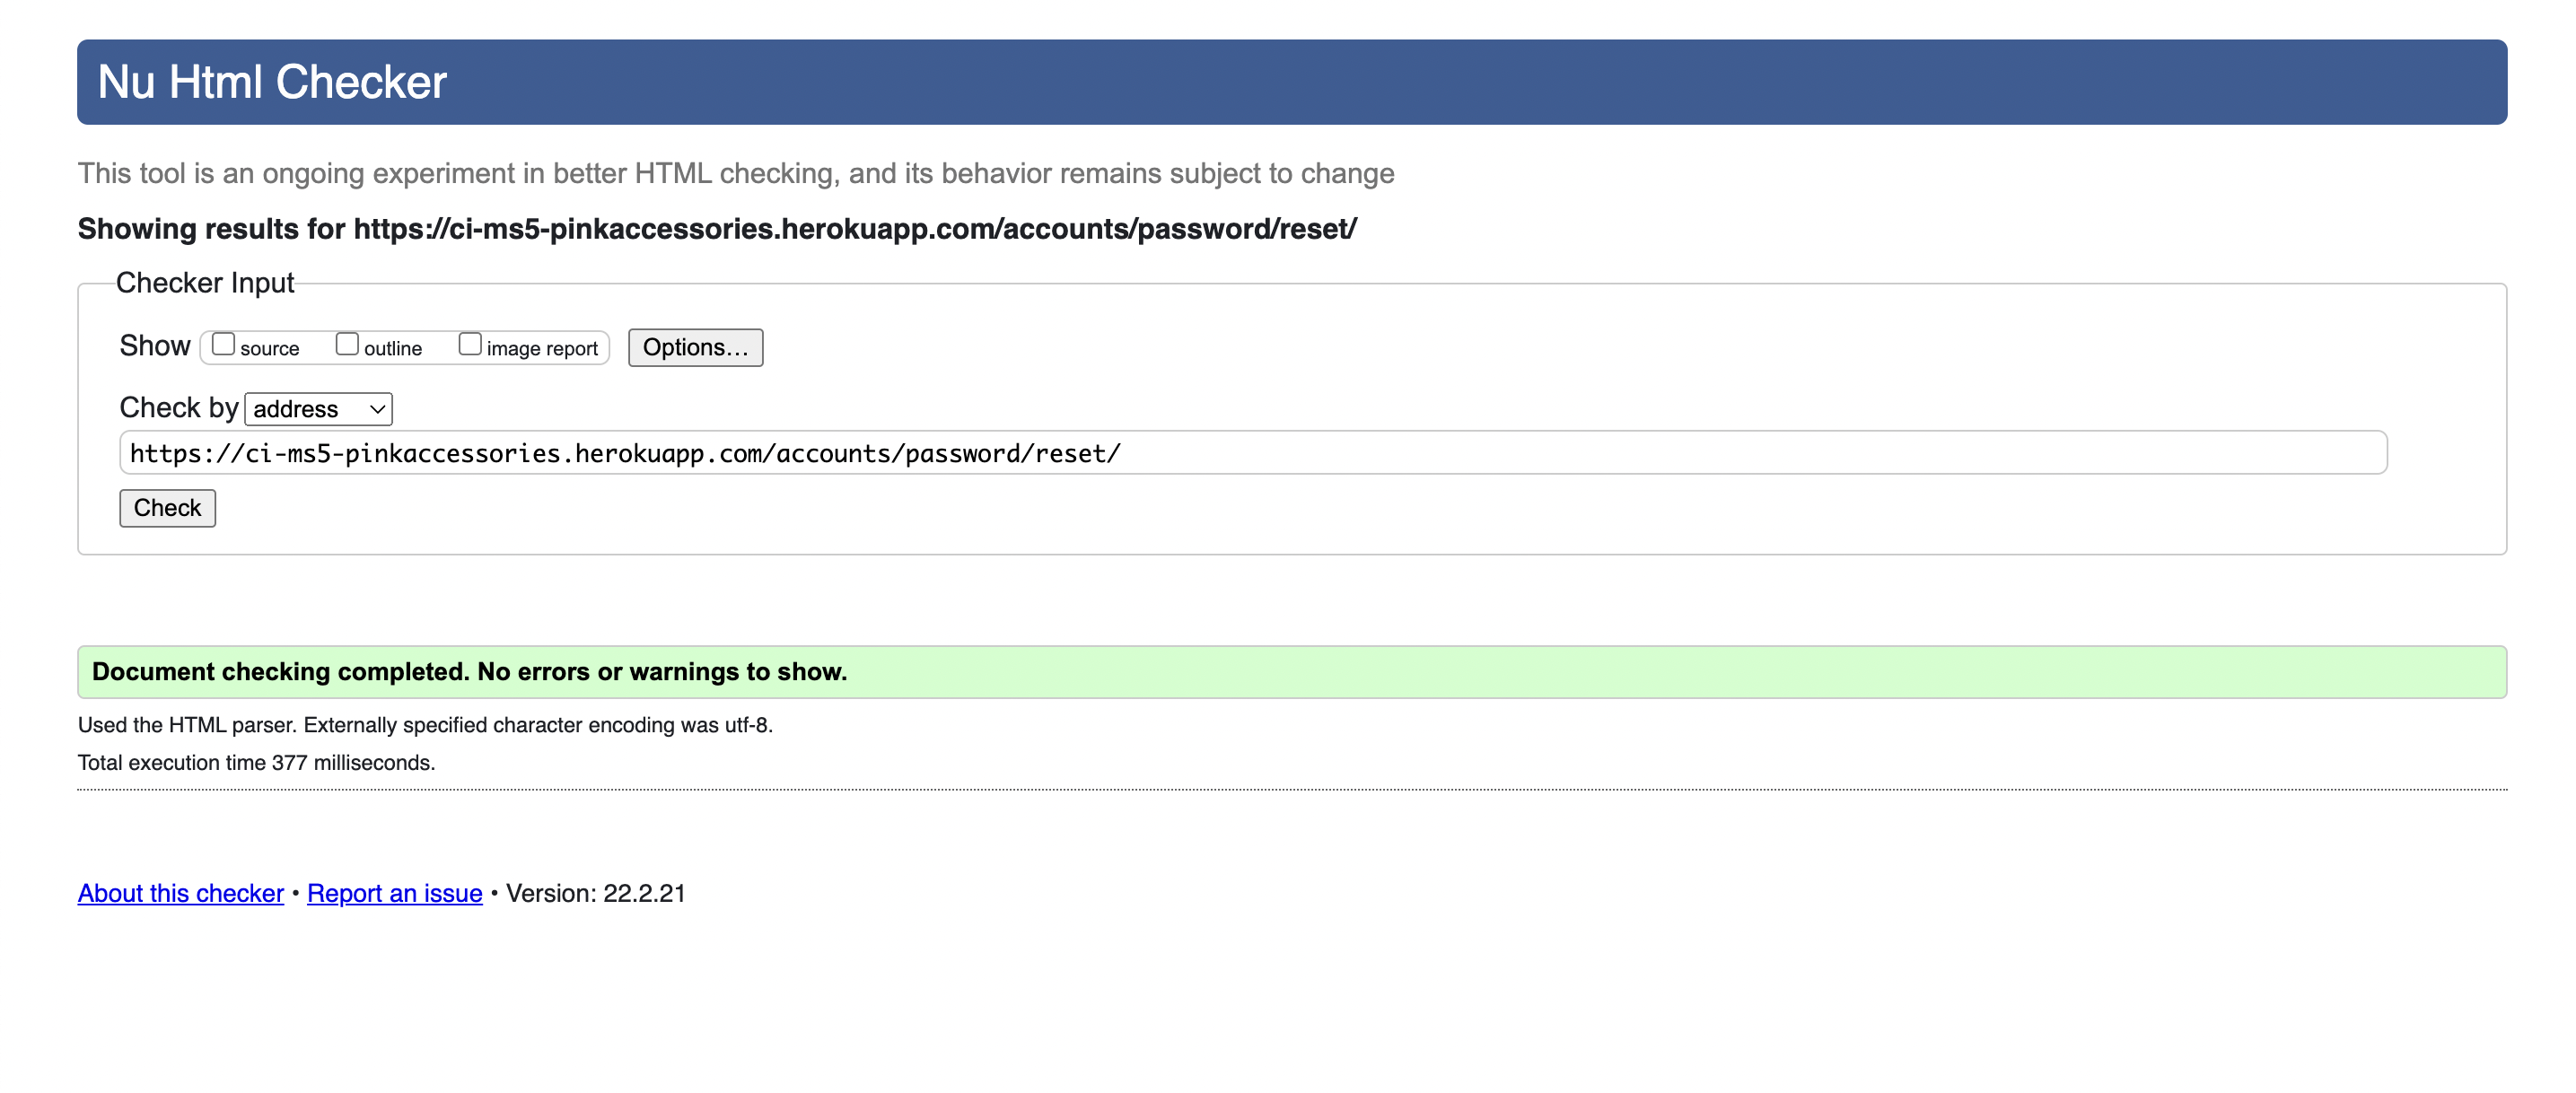 Nu Html Checker
This tool is an ongoing experiment in better HTML checking, and its behavior remains subject to change
Showing results for https://ci-ms5-pinkaccessories.herokuapp.com/accounts/password/reset/
Checker Input
Show source outline image report Options...
Check by address
https://ci-ms5-pinkaccessories.herokuapp.com/accounts/password/reset/
Check
Document checking completed. No errors or warnings to show.
Used the HTML parser. Externally specified character encoding was utf-8.
Total execution time 377 milliseconds.
About this checker • Report an issue • Version: 22.2.21